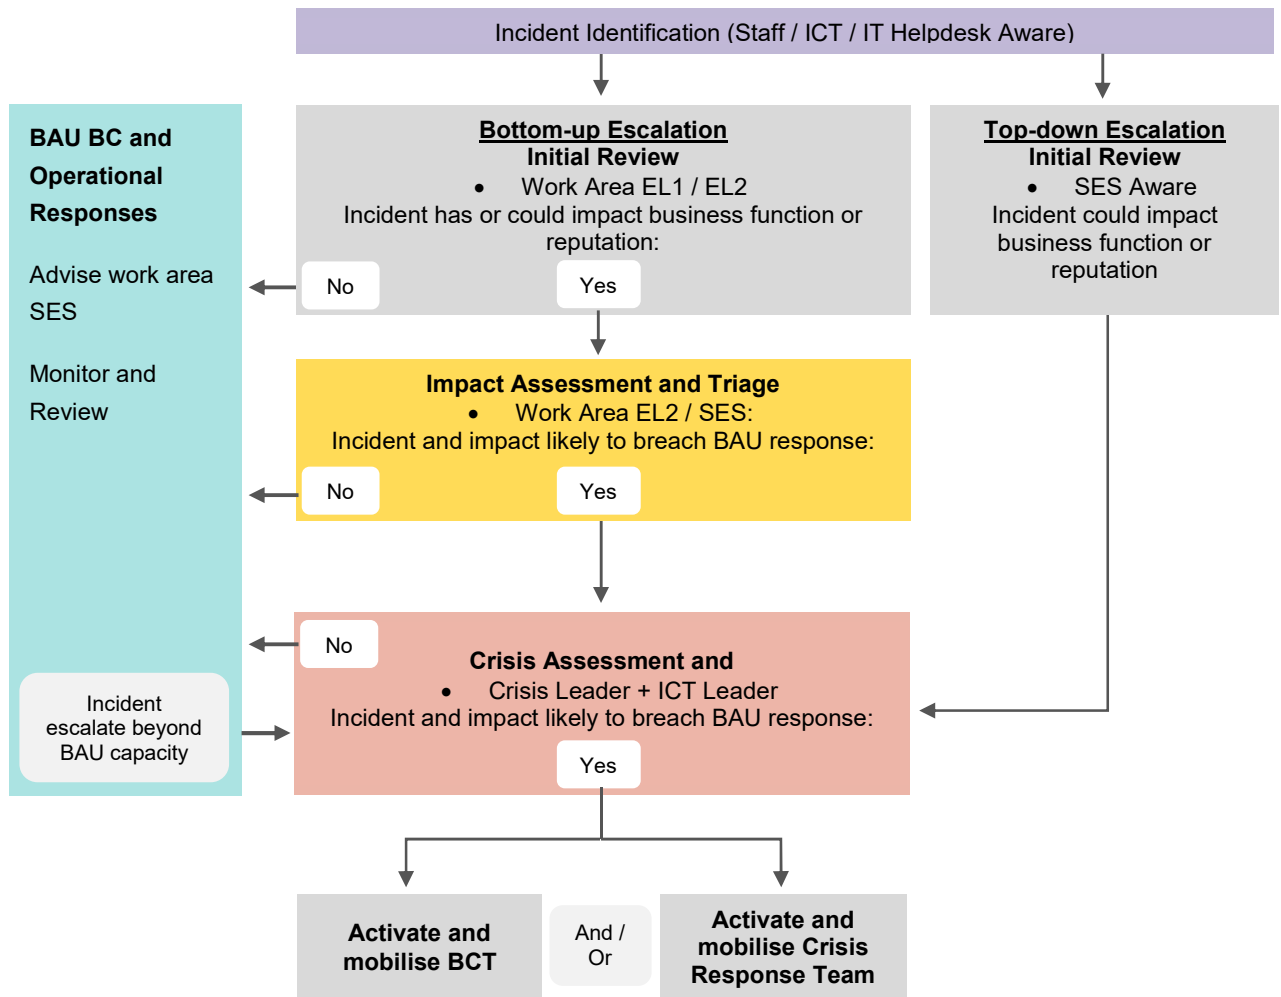 Incident Identification (Staff / ICT / IT Helpdesk Aware)
BAU BC and
Operational
Responses
Advise work area
SES
Monitor and
Review
Incident
escalate beyond
BAU capacity
Bottom-up Escalation
Initial Review
• Work Area EL1 / EL2
Incident has or could impact business function or
reputation:
No
Yes
Top-down Escalation
Initial Review
• SES Aware
Incident could impact
business function or
reputation
Impact Assessment and Triage
• Work Area EL2 / SES:
Incident and impact likely to breach BAU response:
No
Yes
No
Crisis Assessment and
• Crisis Leader + ICT Leader
Incident and impact likely to breach BAU response:
Yes
Activate and
mobilise BCT
And /
Or
Activate and
mobilise Crisis
Response Team